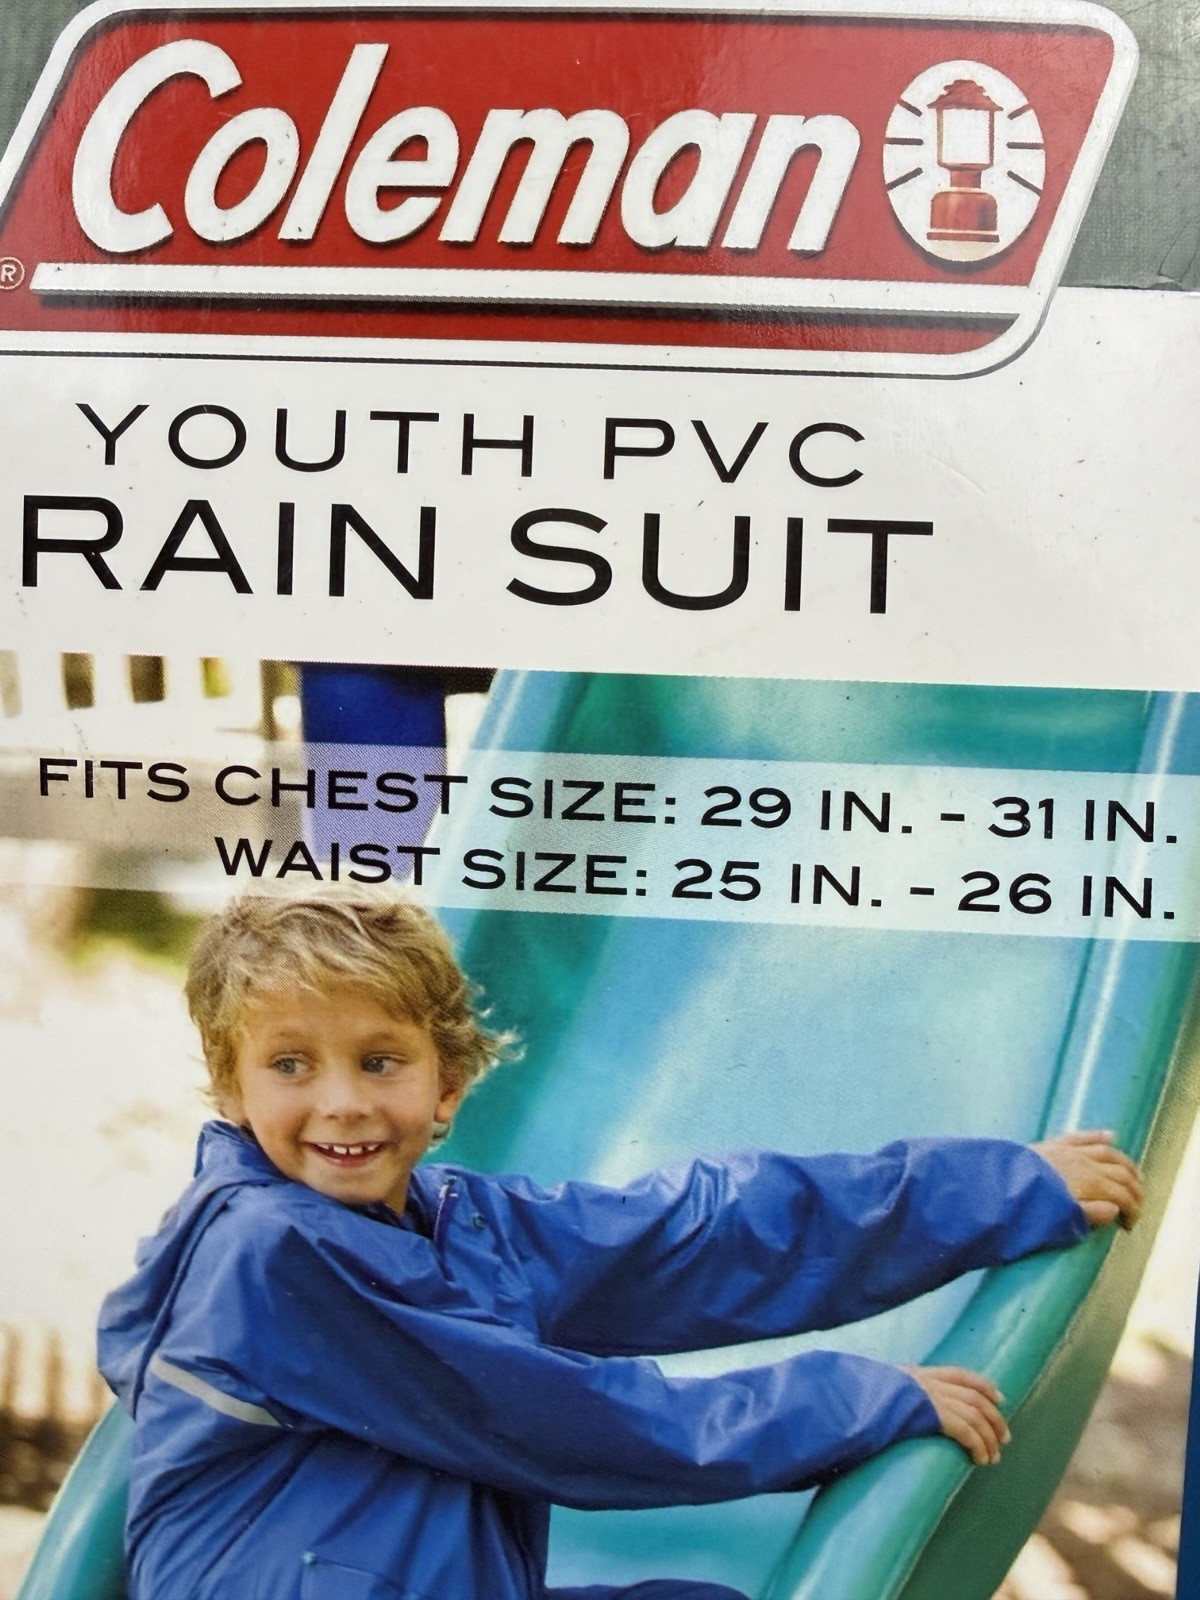 Coleman
®
YOUTH PVC
RAIN SUIT
FITS CHEST SIZE: 29 IN. - 31 IN.
WAIST SIZE: 25 IN. - 26 IN.